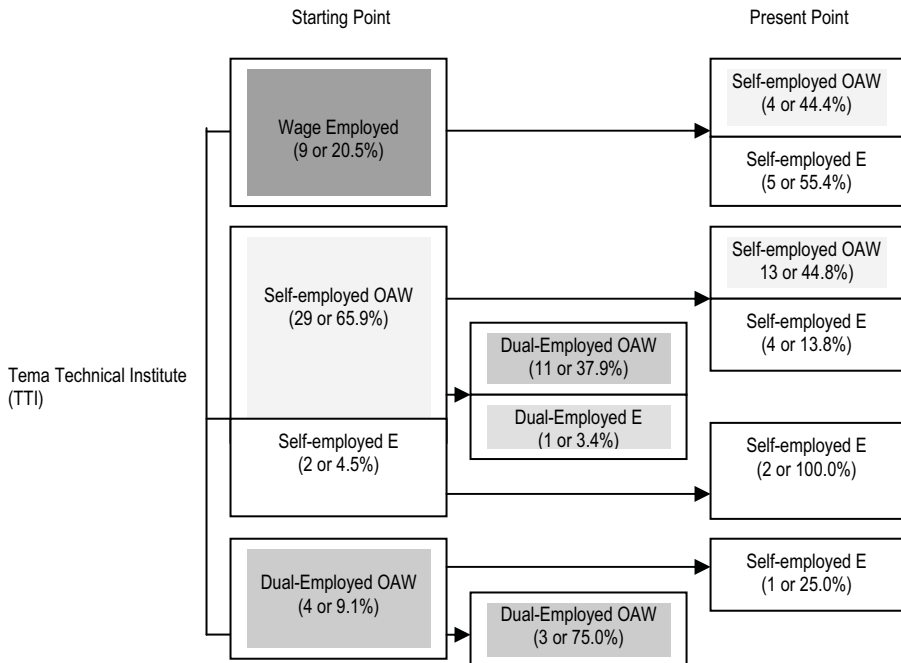 Starting Point
Present Point
Wage Employed
(9 or 20.5%)
Self-employed OAW
(4 or 44.4%)
Self-employed E
(5 or 55.4%)
Self-employed OAW
(29 or 65.9%)
Self-employed OAW
13 or 44.8%)
Self-employed E
(4 or 13.8%)
Dual-Employed OAW
(11 or 37.9%)
Dual-Employed E
(1 or 3.4%)
Tema Technical Institute
(TTI)
Self-employed E
(2 or 4.5%)
Self-employed E
(2 or 100.0%)
Dual-Employed OAW
(4 or 9.1%)
Self-employed E
(1 or 25.0%)
Dual-Employed OAW
(3 or 75.0%)